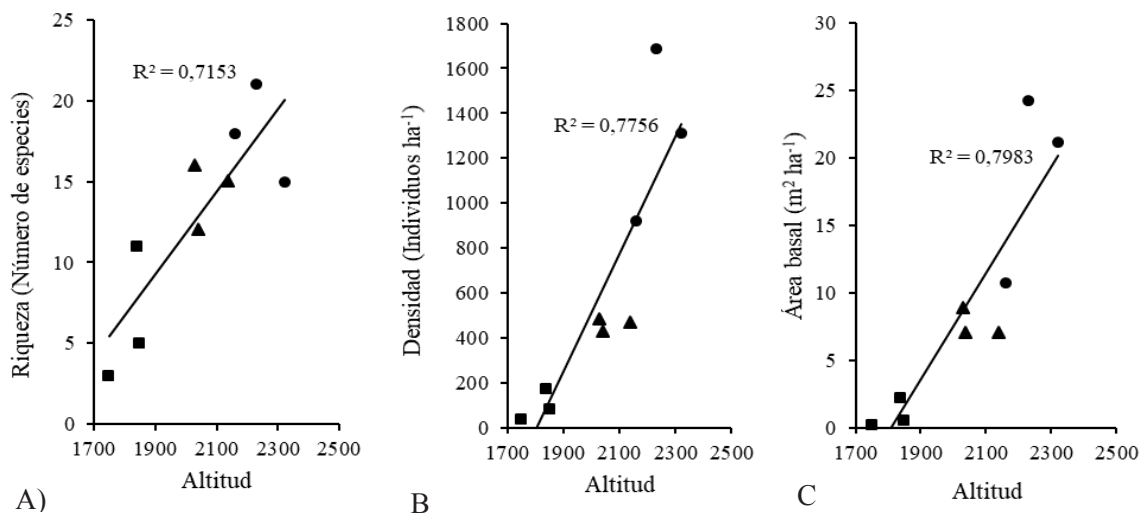 25
20
15
10
5
0
1700 1900 2100 2300 2500
Riqueza (Número de especies)
R² = 0,7153
Altitud
A)
1800
1600
1400
1200
1000
800
600
400
200
0
1700 1900 2100 2300 2500
Densidad (Individuos ha⁻¹)
R² = 0,7756
Altitud
B
30
25
20
15
10
5
0
1700 1900 2100 2300 2500
Área basal (m² ha⁻¹)
R² = 0,7983
Altitud
C